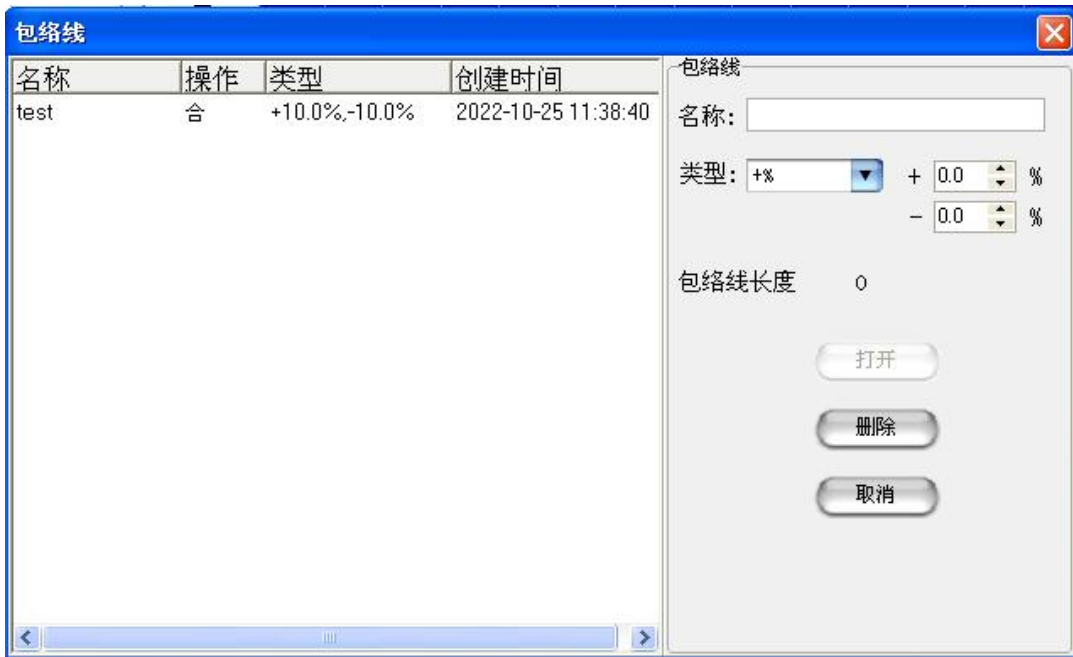 包络线
名称 操作 类型 创建时间
test 合 +10.0%,-10.0% 2022-10-25 11:38:40
包络线
名称:
类型: +% + 0.0 %
- 0.0 %
包络线长度 0
打开
删除
取消